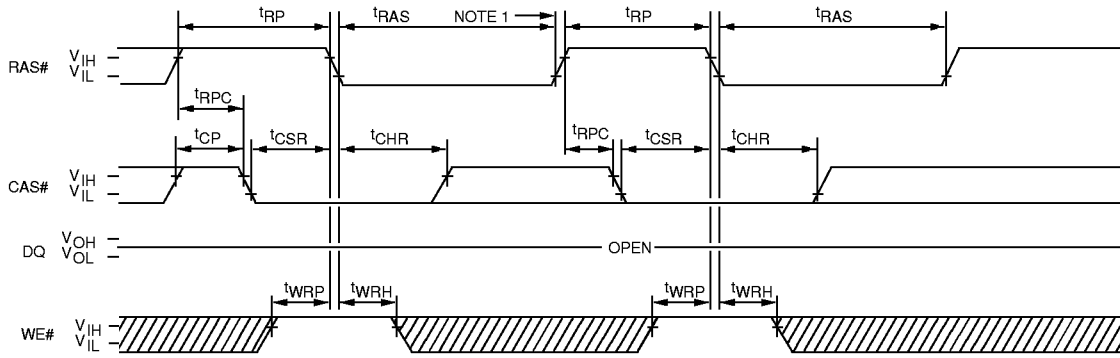 tRP tRAS NOTE 1 tRP tRAS
RAS# VIH
VIL
tRPC
tCP tCSR tCHR tRPC tCSR tCHR
CAS# VIH
VIL
DQ VOH
VOL
OPEN
tWRP tWRH tWRP tWRH
WE# VIH
VIL